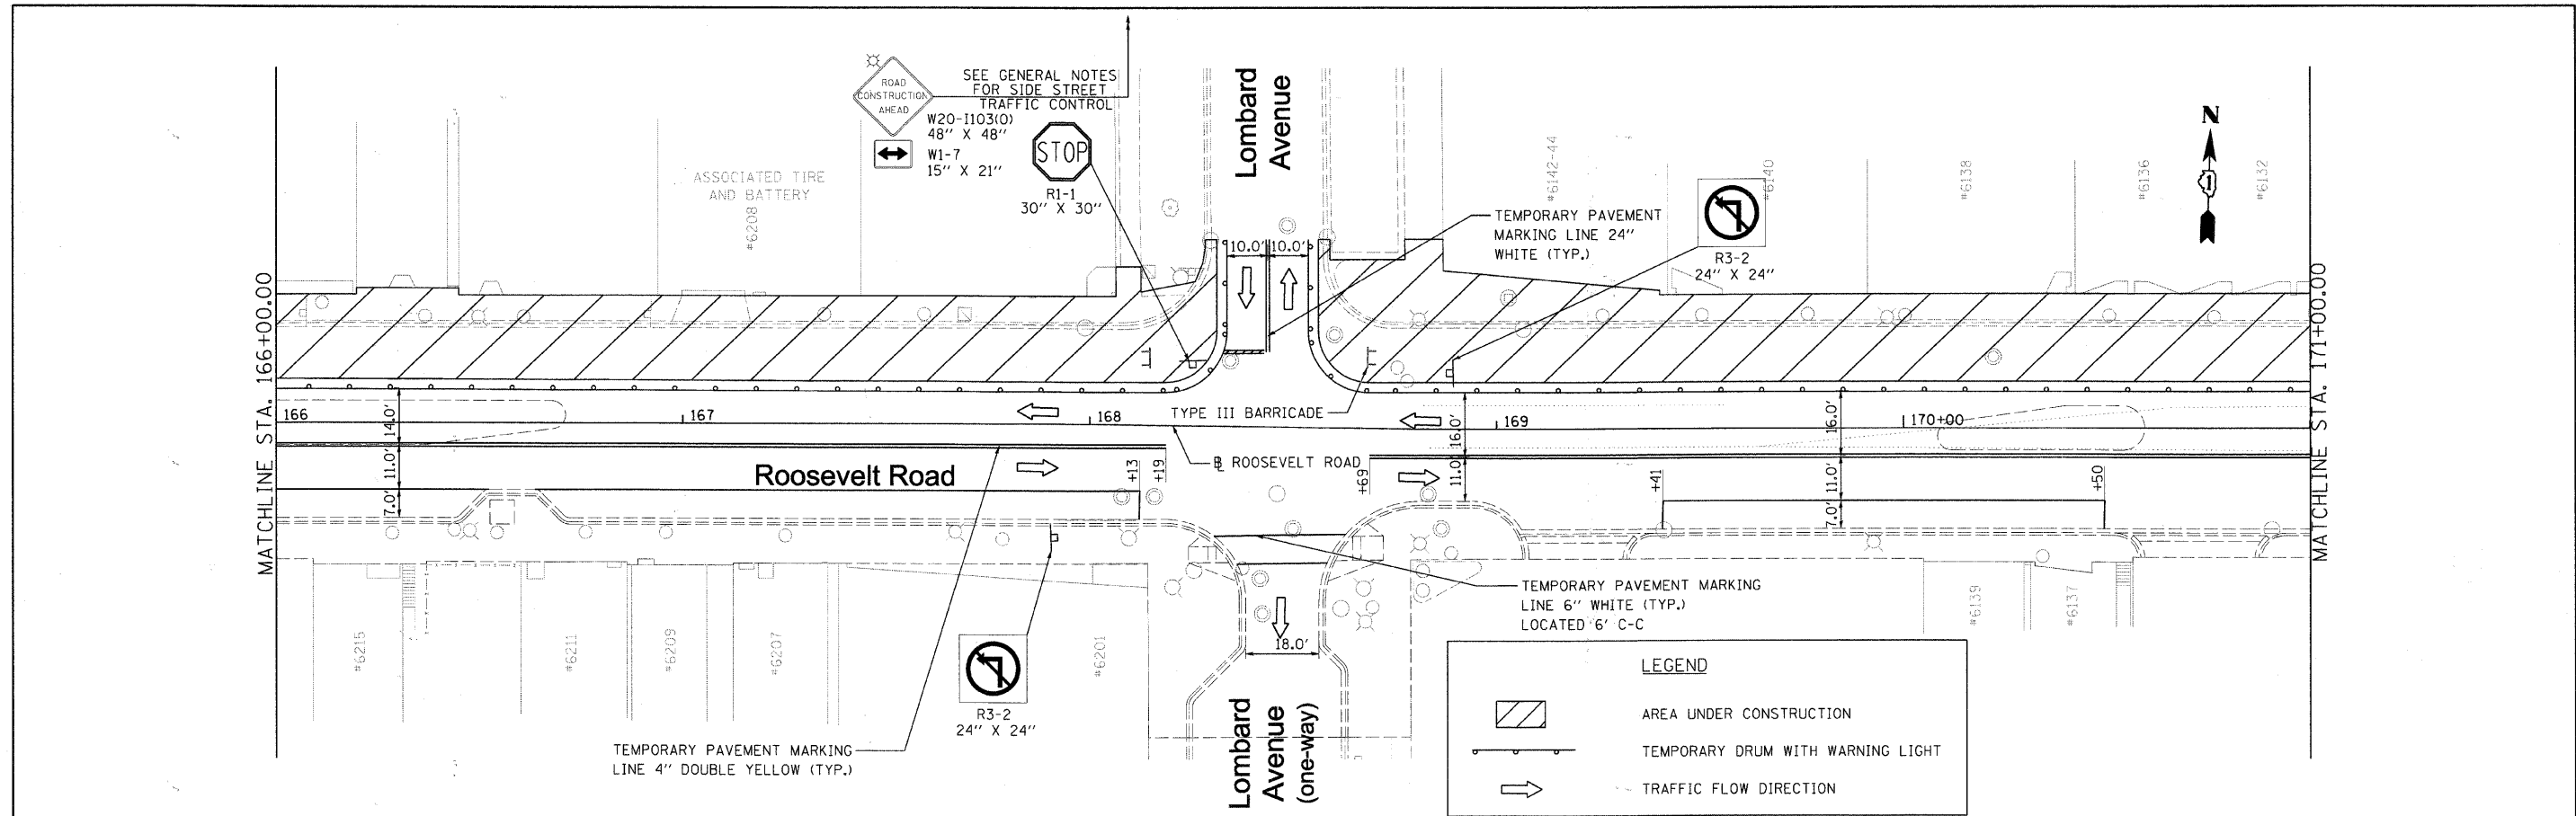 ROAD
CONSTRUCTION
AHEAD
SEE GENERAL NOTES
FOR SIDE STREET
TRAFFIC CONTROL
W20-I103(O)
48" X 48"
W1-7
15" X 21"
STOP
R1-1
30" X 30"
Lombard
Avenue
ASSOCIATED TIRE
AND BATTERY
#6208
#6142-44
#6140
#6138
#6136
#6132
N
1
TEMPORARY PAVEMENT
MARKING LINE 24"
WHITE (TYP.)
R3-2
24" X 24"
10.0'
10.0'
MATCHLINE STA. 166+00.00
MATCHLINE STA. 171+00.00
166
167
168
169
170+00
TYPE III BARRICADE
14.0'
11.0'
7.0'
16.0'
11.0'
16.0'
11.0'
7.0'
Roosevelt Road
B ROOSEVELT ROAD
+13
+19
+69
+41
+50
#6215
#6211
#6209
#6207
#6201
#6139
#6137
R3-2
24" X 24"
18.0'
TEMPORARY PAVEMENT MARKING
LINE 6" WHITE (TYP.)
LOCATED 6' C-C
TEMPORARY PAVEMENT MARKING
LINE 4" DOUBLE YELLOW (TYP.)
Lombard
Avenue
(one-way)
LEGEND
AREA UNDER CONSTRUCTION
TEMPORARY DRUM WITH WARNING LIGHT
TRAFFIC FLOW DIRECTION